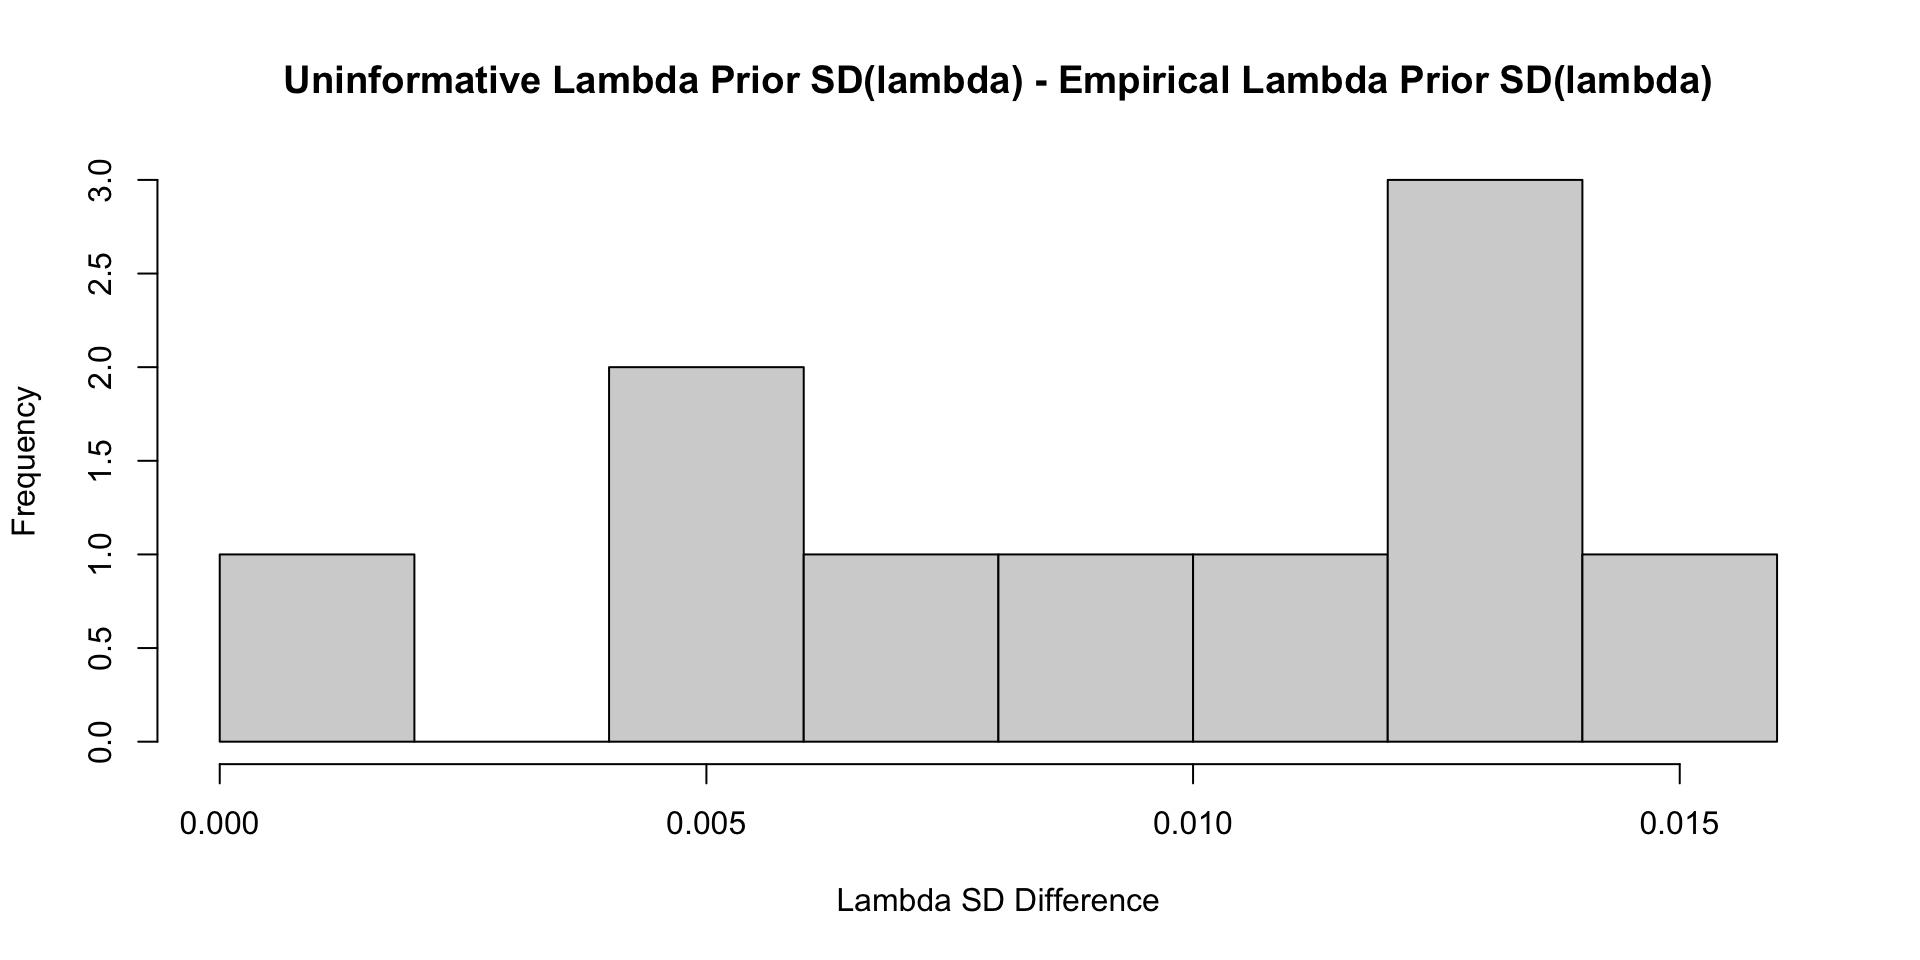 Uninformative Lambda Prior SD(lambda) - Empirical Lambda Prior SD(lambda)
3.0
2.5
2.0
1.5
1.0
0.5
0.0
Frequency
0.000 0.005 0.010 0.015
Lambda SD Difference